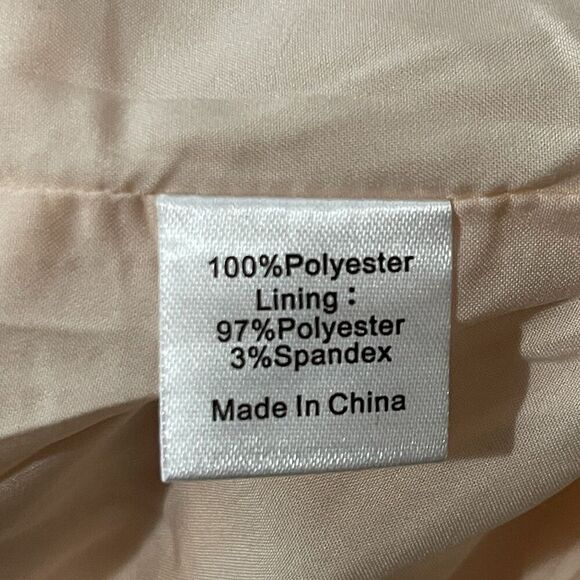 100%Polyester
Lining：
97%Polyester
3%Spandex
Made In China